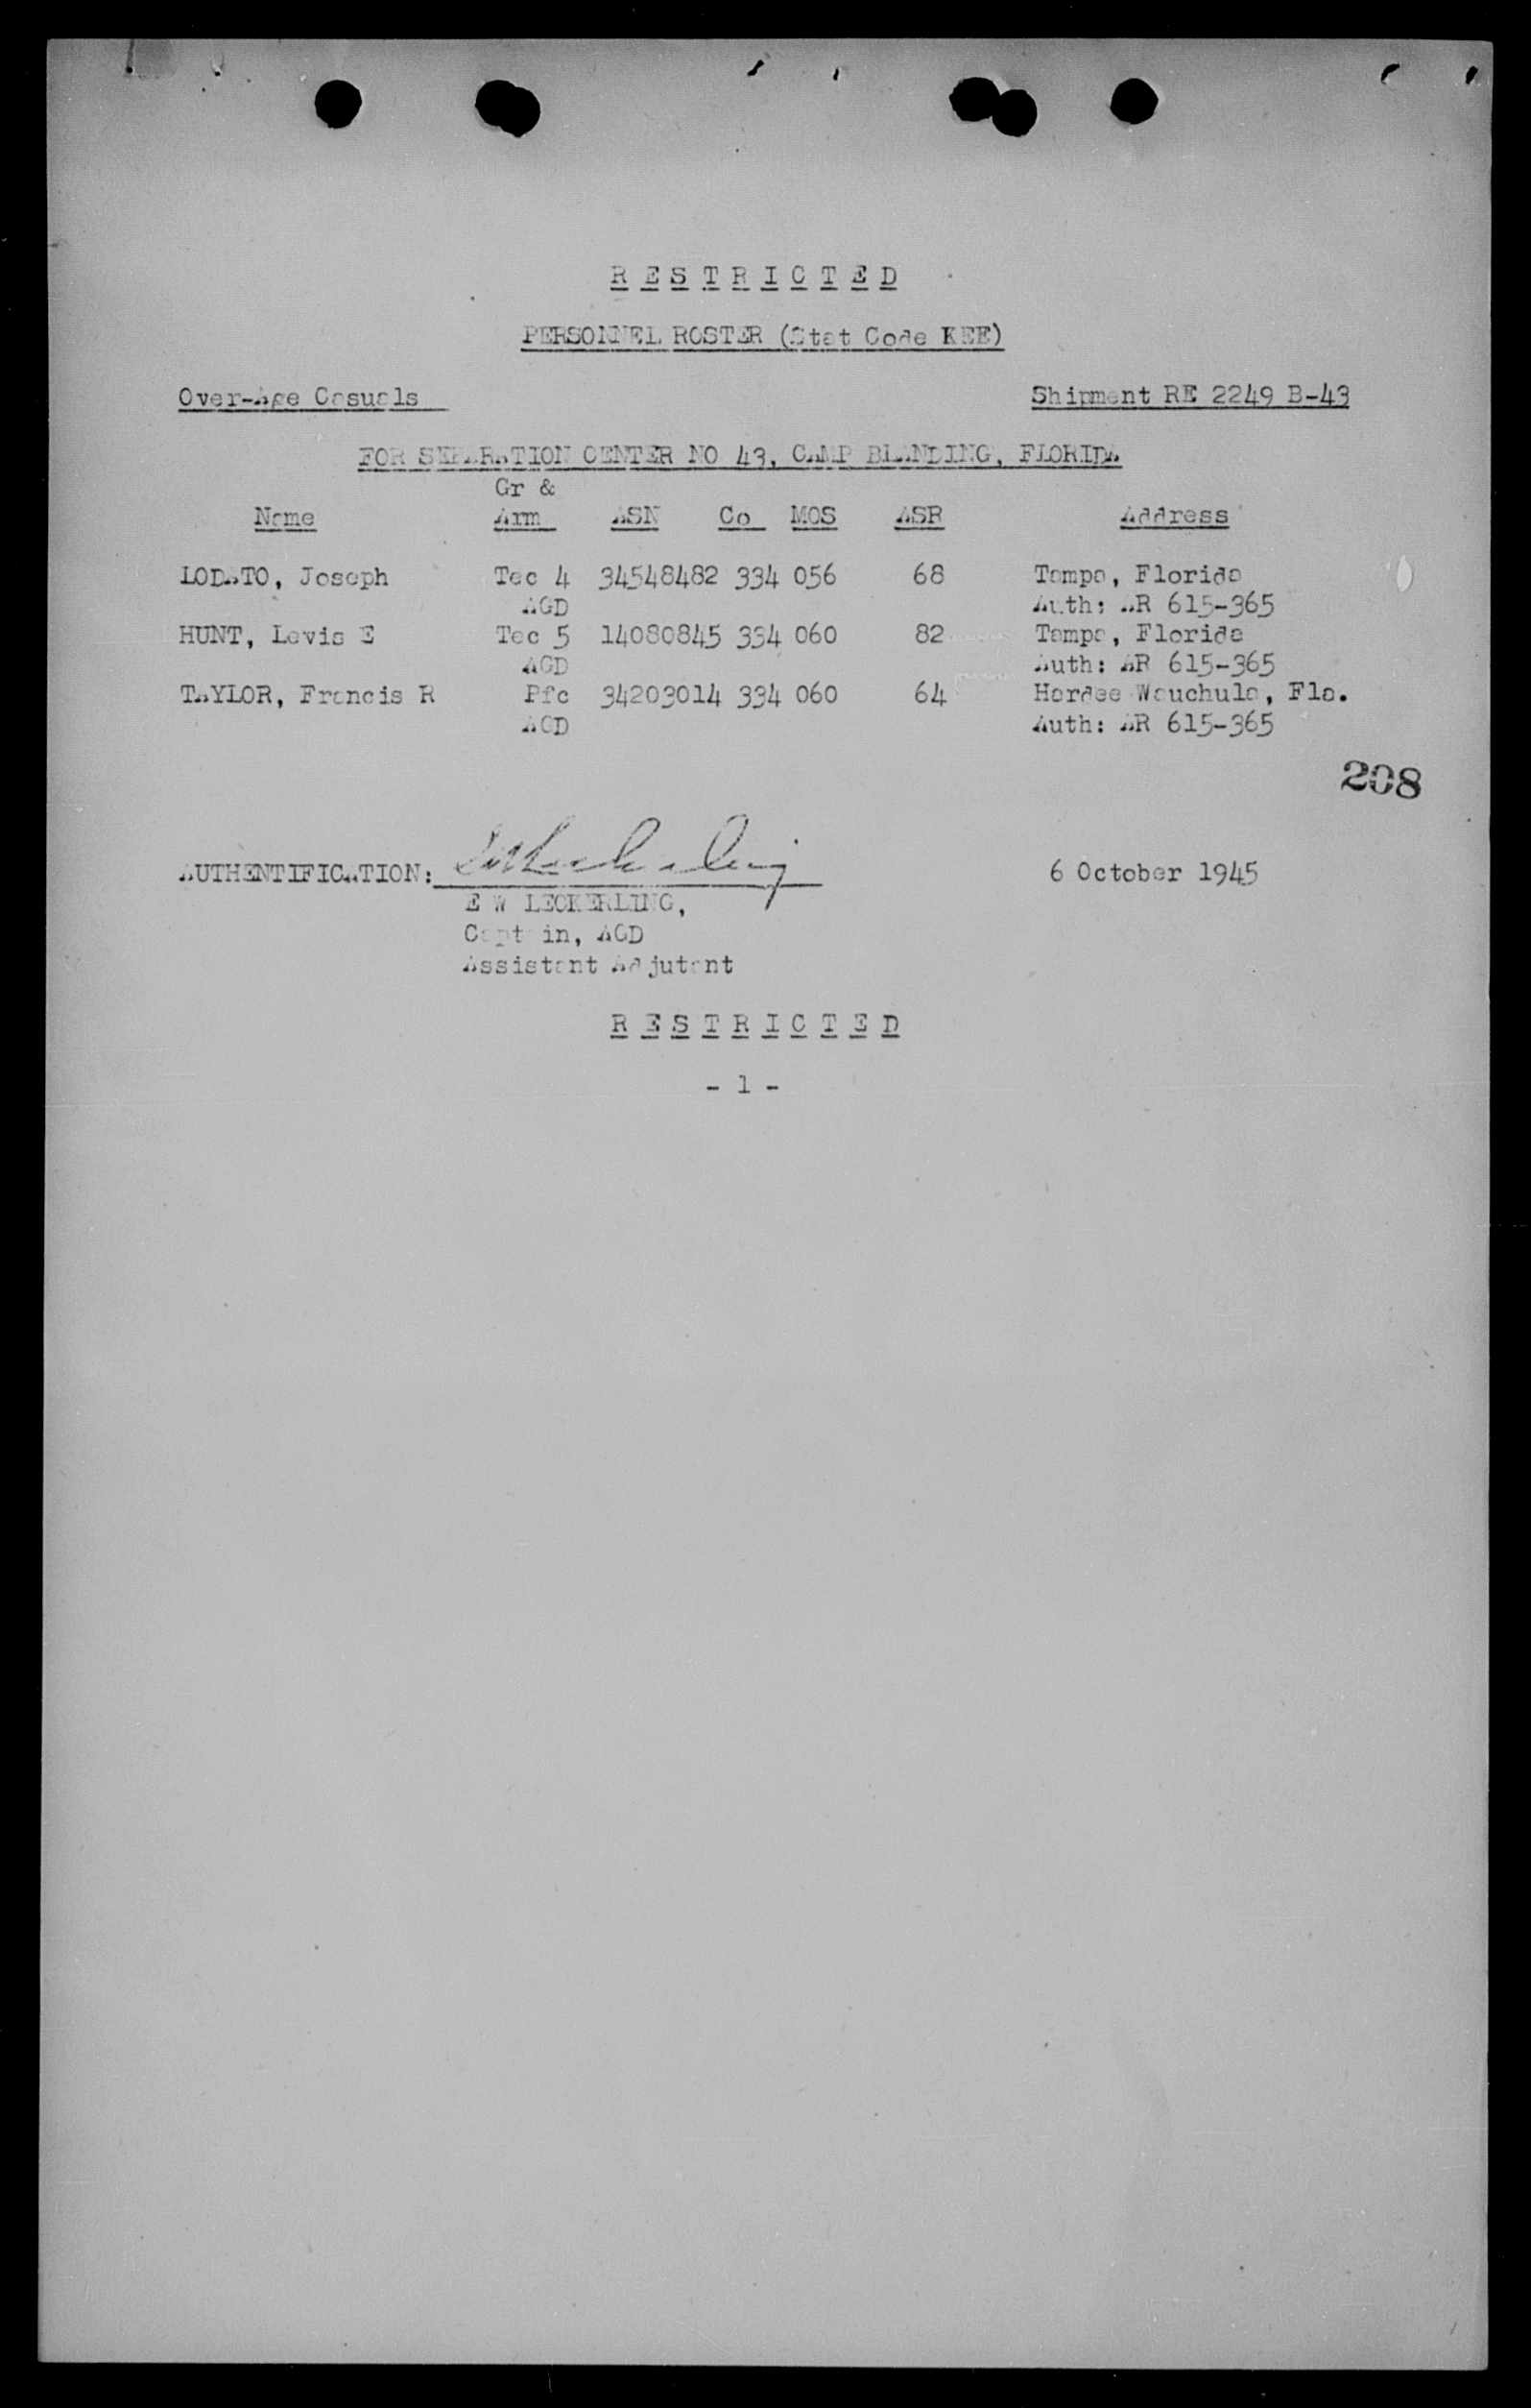 R E S T R I C T E D
PERSONNEL ROSTER (Stat Code KEE)
Over-Age Casuals Shipment RE 2249 B-43
FOR SEPARATION CENTER NO 43, CAMP BLANDING, FLORIDA
Gr &
Name Arm ASN Co MOS ASR Address
LODATO, Joseph Tec 4 34548482 334 056 68 Tampa, Florida
AGD Auth: AR 615-365
HUNT, Lavis E Tec 5 14080845 334 060 82 Tampa, Florida
AGD Auth: AR 615-365
TAYLOR, Francis R Pfc 34203014 334 060 64 Hardee Wauchula, Fla.
AGD Auth: AR 615-365
208
AUTHENTIFICATION: 6 October 1945
E W LECKERLING,
Captain, AGD
Assistant Adjutant
R E S T R I C T E D
- 1 -